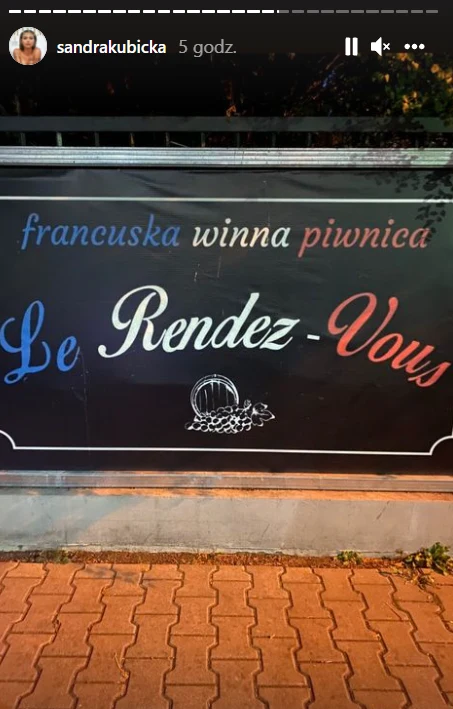 sandrakubicka 5 godz.
francuska winna piwnica
Le Rendez-Vous